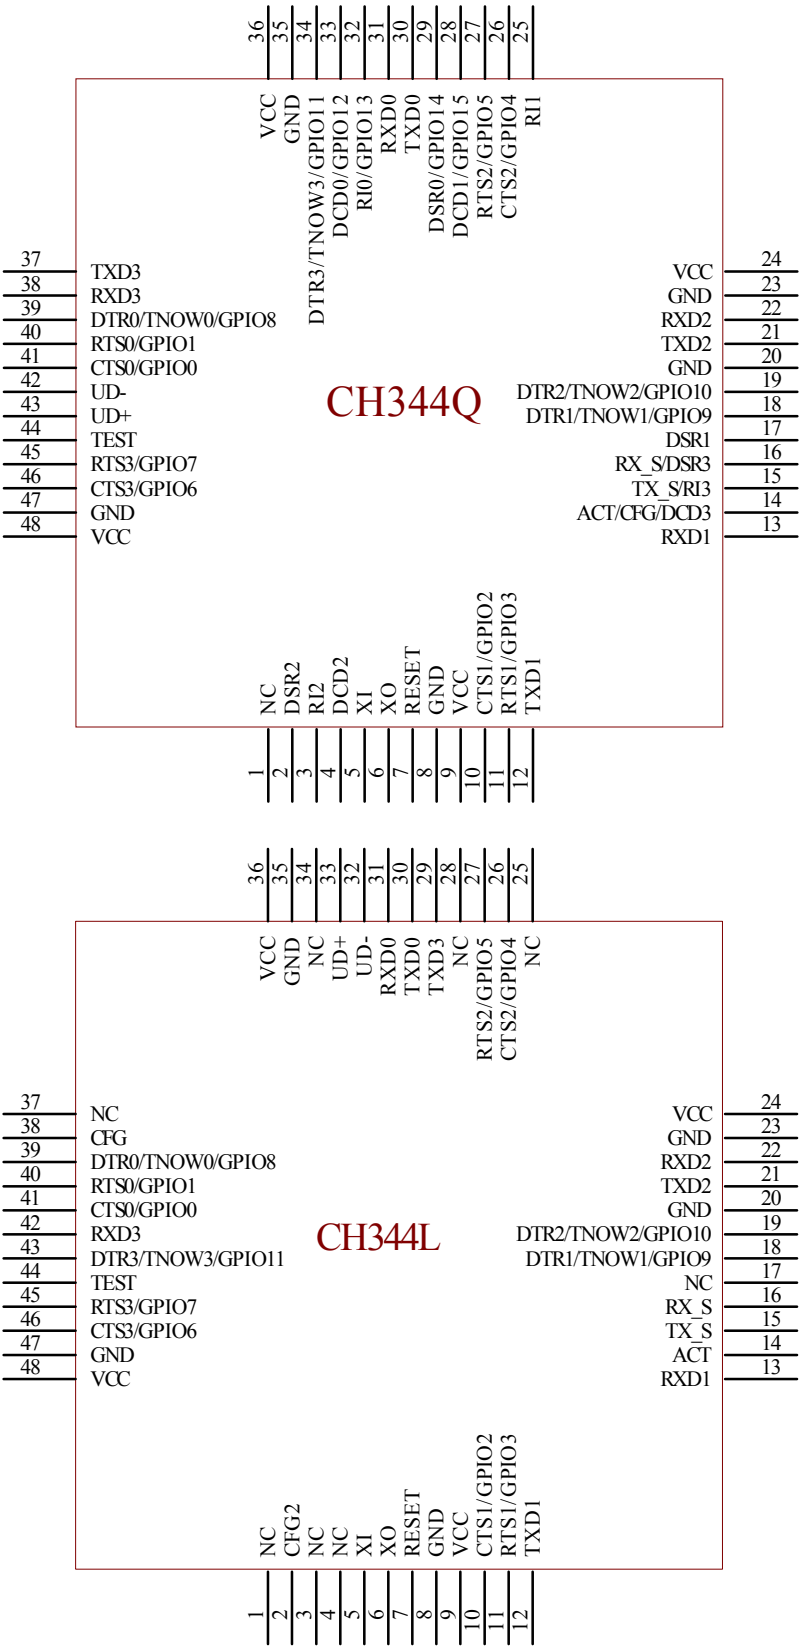 36 35 34 33 32 31 30 29 28 27 26 25
VCC
GND
DTR3/TNOW3/GPIO11
DCD0/GPIO12
RI0/GPIO13
RXD0
TXD0
DSR0/GPIO14
DCD1/GPIO15
RTS2/GPIO5
CTS2/GPIO4
RI1
37 TXD3
38 RXD3
39 DTR0/TNOW0/GPIO8
40 RTS0/GPIO1
41 CTS0/GPIO0
42 UD-
43 UD+
44 TEST
45 RTS3/GPIO7
46 CTS3/GPIO6
47 GND
48 VCC
CH344Q
VCC 24
GND 23
RXD2 22
TXD2 21
GND 20
DTR2/TNOW2/GPIO10 19
DTR1/TNOW1/GPIO9 18
DSR1 17
RX_S/DSR3 16
TX_S/RI3 15
ACT/CFG/DCD3 14
RXD1 13
NC
DSR2
RI2
DCD2
XI
XO
RESET
GND
VCC
CTS1/GPIO2
RTS1/GPIO3
TXD1
1 2 3 4 5 6 7 8 9 10 11 12
36 35 34 33 32 31 30 29 28 27 26 25
VCC
GND
NC
UD+
UD-
RXD0
TXD0
TXD3
NC
RTS2/GPIO5
CTS2/GPIO4
NC
37 NC
38 CFG
39 DTR0/TNOW0/GPIO8
40 RTS0/GPIO1
41 CTS0/GPIO0
42 RXD3
43 DTR3/TNOW3/GPIO11
44 TEST
45 RTS3/GPIO7
46 CTS3/GPIO6
47 GND
48 VCC
CH344L
VCC 24
GND 23
RXD2 22
TXD2 21
GND 20
DTR2/TNOW2/GPIO10 19
DTR1/TNOW1/GPIO9 18
NC 17
RX_S 16
TX_S 15
ACT 14
RXD1 13
NC
CFG2
NC
NC
XI
XO
RESET
GND
VCC
CTS1/GPIO2
RTS1/GPIO3
TXD1
1 2 3 4 5 6 7 8 9 10 11 12